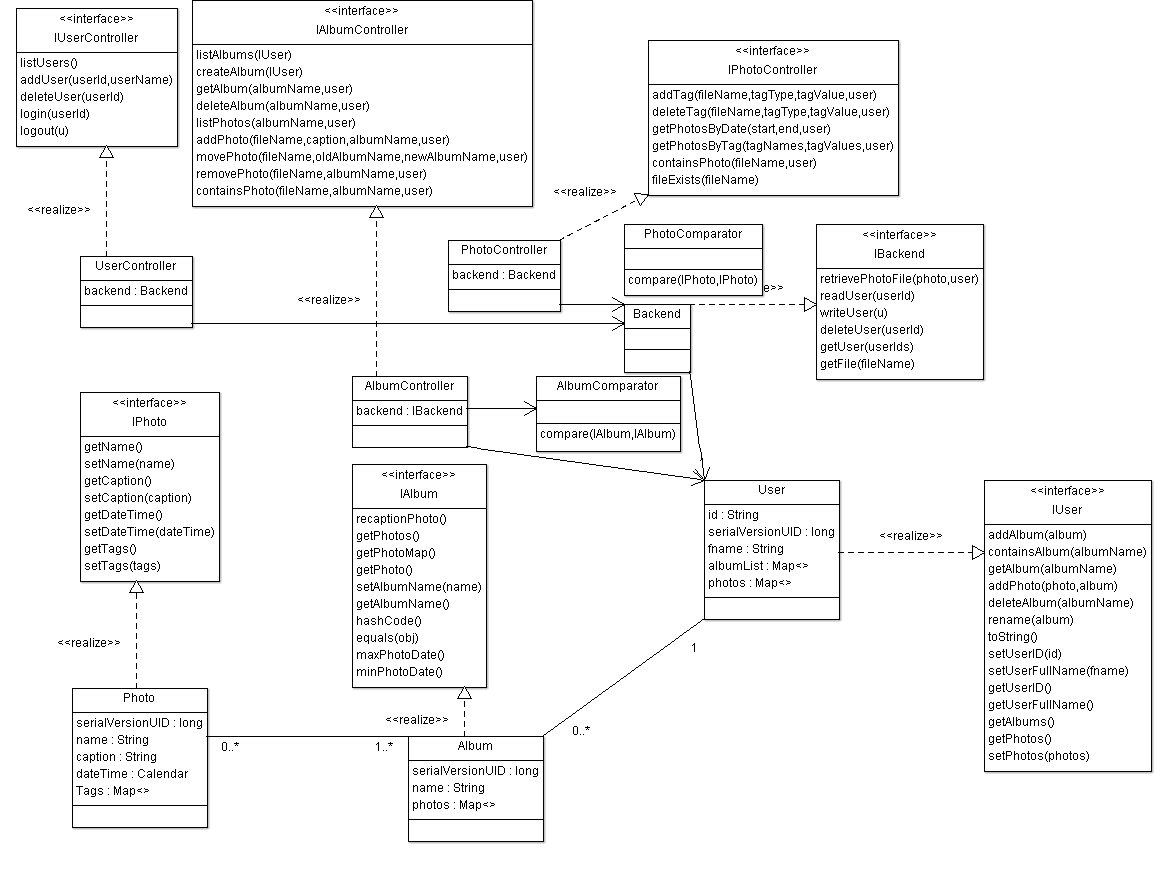 <<interface>>
IUserController
listUsers()
addUser(userId,userName)
deleteUser(userId)
login(userId)
logout(u)
<<interface>>
IAlbumController
listAlbums(IUser)
createAlbum(IUser)
getAlbum(albumName,user)
deleteAlbum(albumName,user)
listPhotos(albumName,user)
addPhoto(fileName,caption,albumName,user)
movePhoto(fileName,oldAlbumName,newAlbumName,user)
removePhoto(fileName,albumName,user)
containsPhoto(fileName,albumName,user)
<<interface>>
IPhotoController
addTag(fileName,tagType,tagValue,user)
deleteTag(fileName,tagType,tagValue,user)
getPhotosByDate(start,end,user)
getPhotosByTag(tagNames,tagValues,user)
containsPhoto(fileName,user)
fileExists(fileName)
<<realize>>
<<realize>>
UserController
backend : Backend
<<realize>>
PhotoController
backend : Backend
PhotoComparator
compare(IPhoto,IPhoto)
e>>
<<interface>>
IBackend
retrievePhotoFile(photo,user)
readUser(userId)
writeUser(u)
deleteUser(userId)
getUser(userIds)
getFile(fileName)
Backend
AlbumController
backend : IBackend
AlbumComparator
compare(IAlbum,IAlbum)
<<interface>>
IPhoto
getName()
setName(name)
getCaption()
setCaption(caption)
getDateTime()
setDateTime(dateTime)
getTags()
setTags(tags)
<<interface>>
IAlbum
recaptionPhoto()
getPhotos()
getPhotoMap()
getPhoto()
setAlbumName(name)
getAlbumName()
hashCode()
equals(obj)
maxPhotoDate()
minPhotoDate()
User
id : String
serialVersionUID : long
fname : String
albumList : Map<>
photos : Map<>
<<realize>>
<<interface>>
IUser
addAlbum(album)
containsAlbum(albumName)
getAlbum(albumName)
addPhoto(photo,album)
deleteAlbum(albumName)
rename(album)
toString()
setUserID(id)
setUserFullName(fname)
getUserID()
getUserFullName()
getAlbums()
getPhotos()
setPhotos(photos)
<<realize>>
<<realize>>
1
0..*
Photo
serialVersionUID : long
name : String
caption : String
dateTime : Calendar
Tags : Map<>
0..*
1..*
Album
serialVersionUID : long
name : String
photos : Map<>